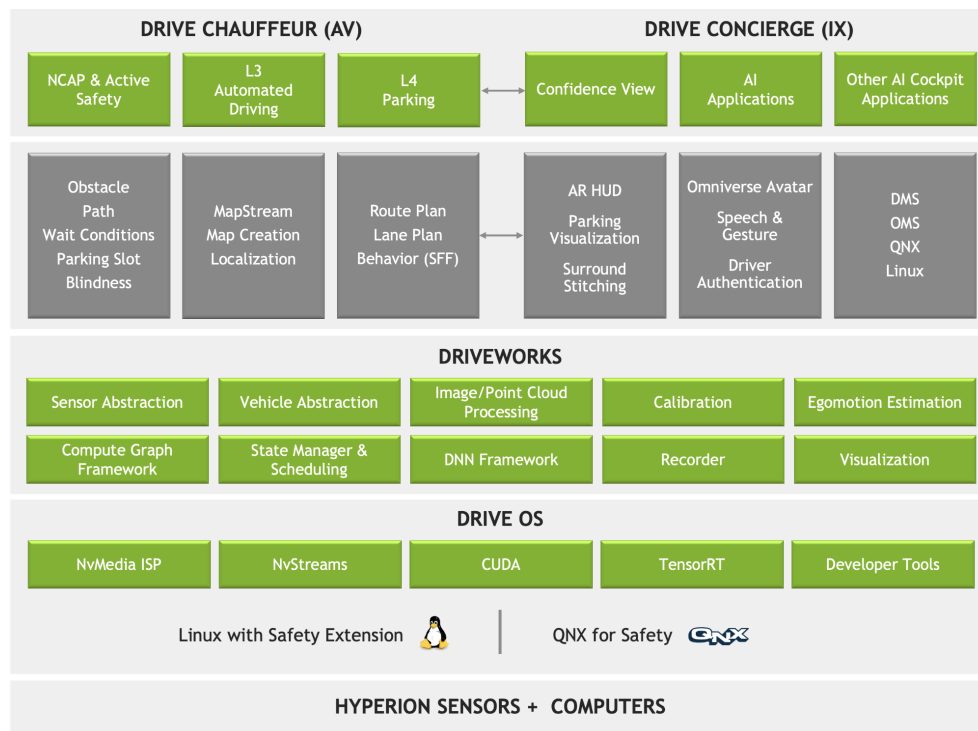 DRIVE CHAUFFEUR (AV)
DRIVE CONCIERGE (IX)
NCAP & Active
Safety
L3
Automated
Driving
L4
Parking
Confidence View
AI
Applications
Other AI Cockpit
Applications
Obstacle
Path
Wait Conditions
Parking Slot
Blindness
MapStream
Map Creation
Localization
Route Plan
Lane Plan
Behavior (SFF)
AR HUD
Parking
Visualization
Surround
Stitching
Omniverse Avatar
Speech &
Gesture
Driver
Authentication
DMS
OMS
QNX
Linux
DRIVEWORKS
Sensor Abstraction
Vehicle Abstraction
Image/Point Cloud
Processing
Calibration
Egomotion Estimation
Compute Graph
Framework
State Manager &
Scheduling
DNN Framework
Recorder
Visualization
DRIVE OS
NvMedia ISP
NvStreams
CUDA
TensorRT
Developer Tools
Linux with Safety Extension
QNX for Safety
QNX
HYPERION SENSORS + COMPUTERS